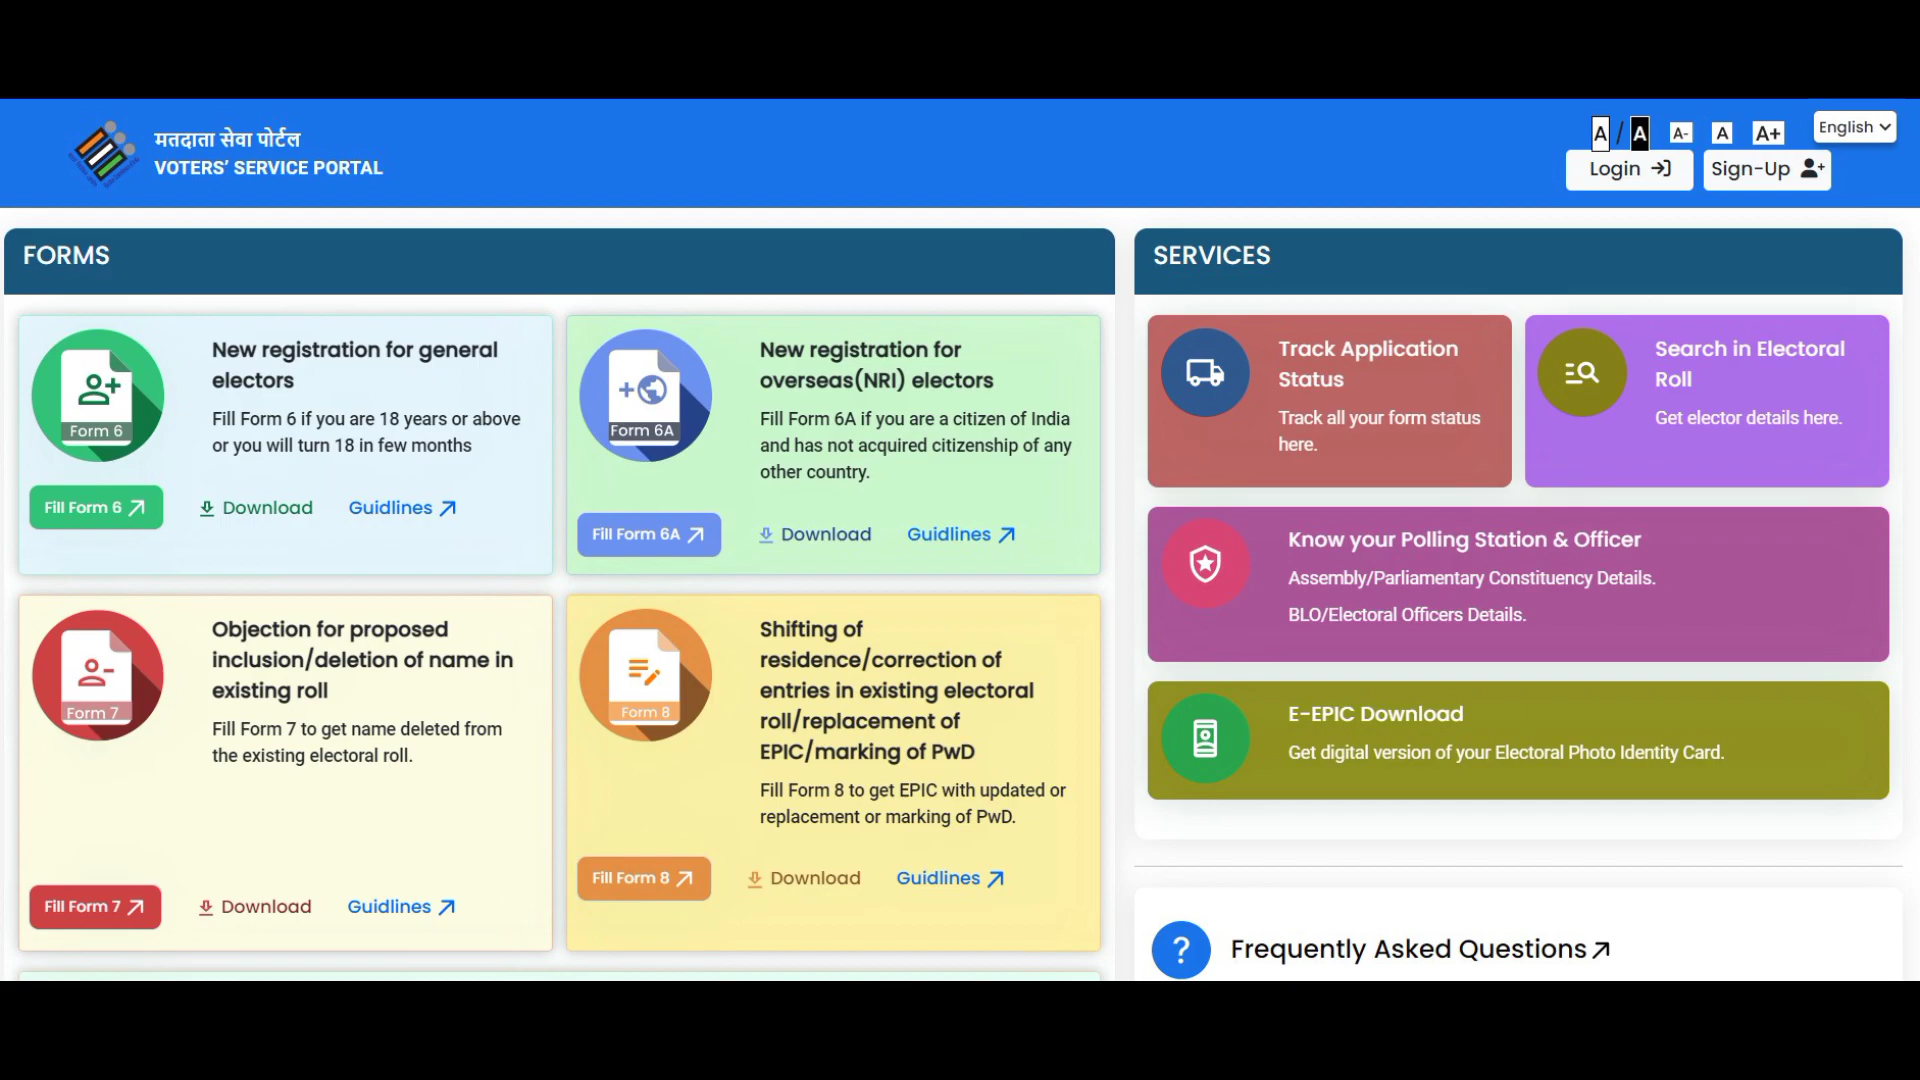 मतदाता सेवा पोर्टल
VOTERS' SERVICE PORTAL
A / A A- A A+
English
Login
Sign-Up
FORMS
New registration for general
electors
Fill Form 6 if you are 18 years or above
or you will turn 18 in few months
Form 6
Fill Form 6
Download
Guidlines
New registration for
overseas(NRI) electors
Fill Form 6A if you are a citizen of India
and has not acquired citizenship of any
other country.
Form 6A
Fill Form 6A
Download
Guidlines
Objection for proposed
inclusion/deletion of name in
existing roll
Fill Form 7 to get name deleted from
the existing electoral roll.
Form 7
Fill Form 7
Download
Guidlines
Shifting of
residence/correction of
entries in existing electoral
roll/replacement of
EPIC/marking of PwD
Fill Form 8 to get EPIC with updated or
replacement or marking of PwD.
Form 8
Fill Form 8
Download
Guidlines
SERVICES
Track Application
Status
Track all your form status
here.
Search in Electoral
Roll
Get elector details here.
Know your Polling Station & Officer
Assembly/Parliamentary Constituency Details.
BLO/Electoral Officers Details.
E-EPIC Download
Get digital version of your Electoral Photo Identity Card.
?
Frequently Asked Questions